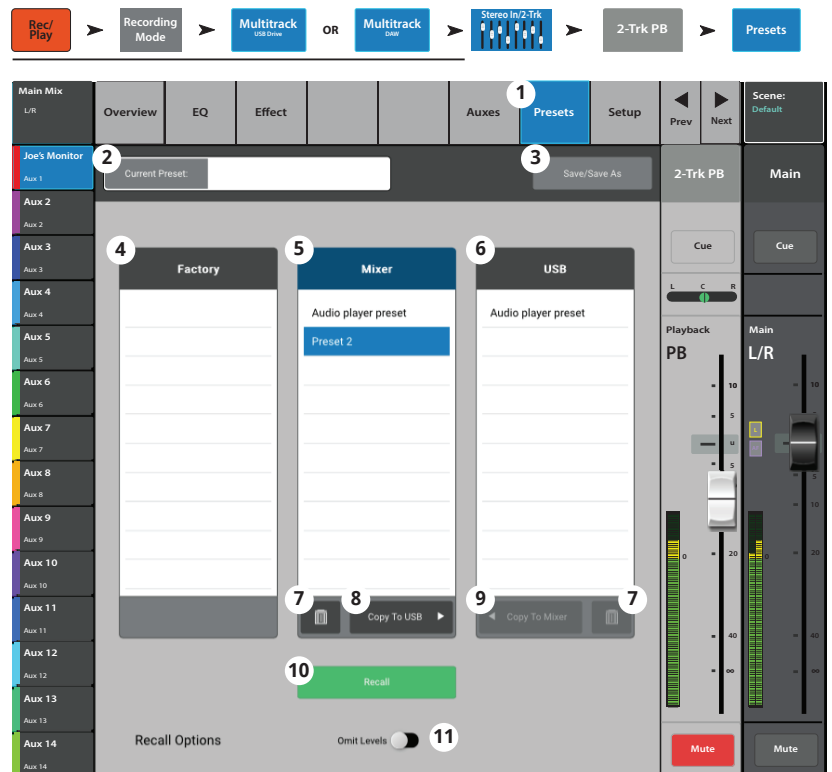 Rec/
Play
Recording
Mode
Multitrack
USB Drive
OR
Multitrack
DAW
Stereo In/2-Trk
2-Trk PB
Presets
Main Mix
L/R
Overview
EQ
Effect
Auxes
1
Presets
Setup
Prev
Next
Scene:
Default
Joe's Monitor
Aux 1
Aux 2
Aux 2
Aux 3
Aux 3
Aux 4
Aux 4
Aux 5
Aux 5
Aux 6
Aux 6
Aux 7
Aux 7
Aux 8
Aux 8
Aux 9
Aux 9
Aux 10
Aux 10
Aux 11
Aux 11
Aux 12
Aux 12
Aux 13
Aux 13
Aux 14
Aux 14
2
Current Preset:
3
Save/Save As
4
Factory
5
Mixer
Audio player preset
Preset 2
6
USB
Audio player preset
7
8
Copy To USB
9
Copy To Mixer
7
10
Recall
Recall Options
Omit Levels
11
2-Trk PB
Cue
L C R
Playback
PB
10
5
U
5
0
20
40
∞
Mute
Main
Cue
Main
L/R
10
5
L
5
10
0
20
40
∞
Mute